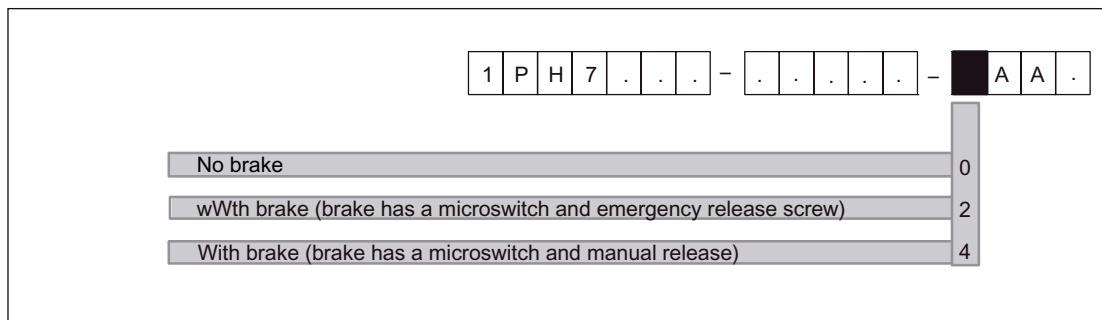 1 P H 7 . . . – . . . . . – A A .
No brake 0
wWth brake (brake has a microswitch and emergency release screw) 2
With brake (brake has a microswitch and manual release) 4